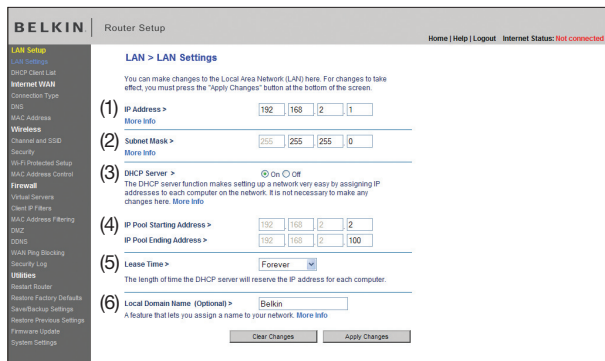 BELKIN. Router Setup
Home | Help | Logout Internet Status: Not connected
LAN Setup
LAN Settings
DHCP Client List
Internet WAN
Connection Type
DNS
MAC Address
Wireless
Channel and SSID
Security
Wi-Fi Protected Setup
MAC Address Control
Firewall
Virtual Servers
Client IP Filters
MAC Address Filtering
DMZ
DDNS
WAN Ping Blocking
Security Log
Utilities
Restart Router
Restore Factory Defaults
Save/Backup Settings
Restore Previous Settings
Firmware Update
System Settings
LAN > LAN Settings
You can make changes to the Local Area Network (LAN) here. For changes to take
effect, you must press the "Apply Changes" button at the bottom of the screen.
(1) IP Address > 192 . 168 . 2 . 1
More Info
(2) Subnet Mask > 255 . 255 . 255 . 0
More Info
(3) DHCP Server > On Off
The DHCP server function makes setting up a network very easy by assigning IP
addresses to each computer on the network. It is not necessary to make any
changes here. More Info
(4) IP Pool Starting Address > 192 . 168 . 2 . 2
IP Pool Ending Address > 192 . 168 . 2 . 100
(5) Lease Time > Forever
The length of time the DHCP server will reserve the IP address for each computer.
(6) Local Domain Name (Optional) > Belkin
A feature that lets you assign a name to your network. More Info
Clear Changes Apply Changes